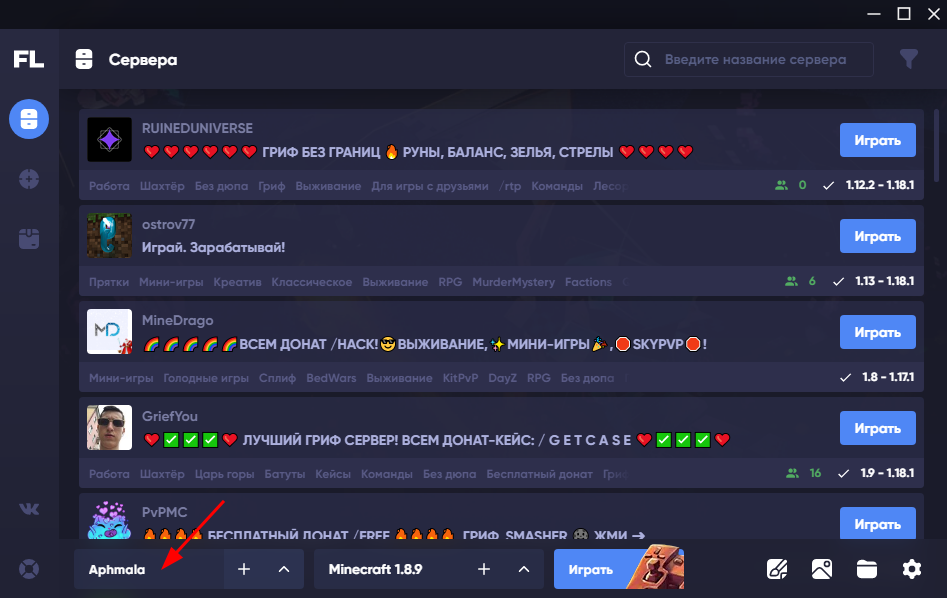 FL
Сервера
Введите название сервера
RUINEDUNIVERSE
❤️❤️❤️❤️❤️❤️ ГРИФ БЕЗ ГРАНИЦ 🔥 РУНЫ, БАЛАНС, ЗЕЛЬЯ, СТРЕЛЫ ❤️❤️❤️❤️
Играть
Работа Шахтёр Без дюпа Гриф Выживание Для игры с друзьями /rtp Команды Лесор
0 1.12.2 - 1.18.1
ostrov77
Играй. Зарабатывай!
Играть
Прятки Мини-игры Креатив Классическое Выживание RPG MurderMystery Factions
6 1.13 - 1.18.1
MD
MineDrago
🌈🌈🌈🌈🌈ВСЕМ ДОНАТ /НАСК!😎ВЫЖИВАНИЕ,✨МИНИ-ИГРЫ🎉,🛑SKYPVP🛑!
Играть
Мини-игры Голодные игры Сплиф BedWars Выживание KitPvP DayZ RPG Без дюпа
1.8 - 1.17.1
GriefYou
❤️✅✅✅❤️ ЛУЧШИЙ ГРИФ СЕРВЕР! ВСЕМ ДОНАТ-КЕЙС: / G E T C A S E ❤️✅✅✅❤️
Играть
Работа Шахтёр Царь горы Батуты Кейсы Команды Без дюпа Бесплатный донат Гриф
16 1.9 - 1.18.1
PvPMC
🔥🔥🔥🔥 БЕСПЛАТНЫЙ ДОНАТ /FREE 🔥🔥🔥🔥 ГРИФ, SMASHER ЖМИ ➔
Играть
Aphmala
Minecraft 1.8.9
Играть